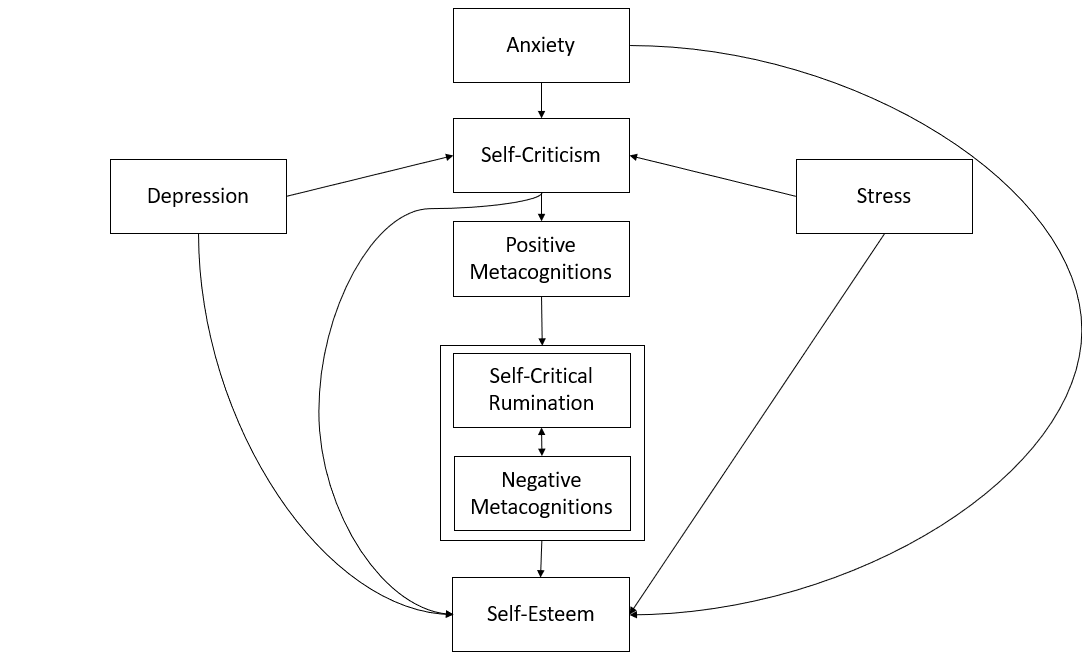 Anxiety
Self-Criticism
Depression
Stress
Positive
Metacognitions
Self-Critical
Rumination
Negative
Metacognitions
Self-Esteem